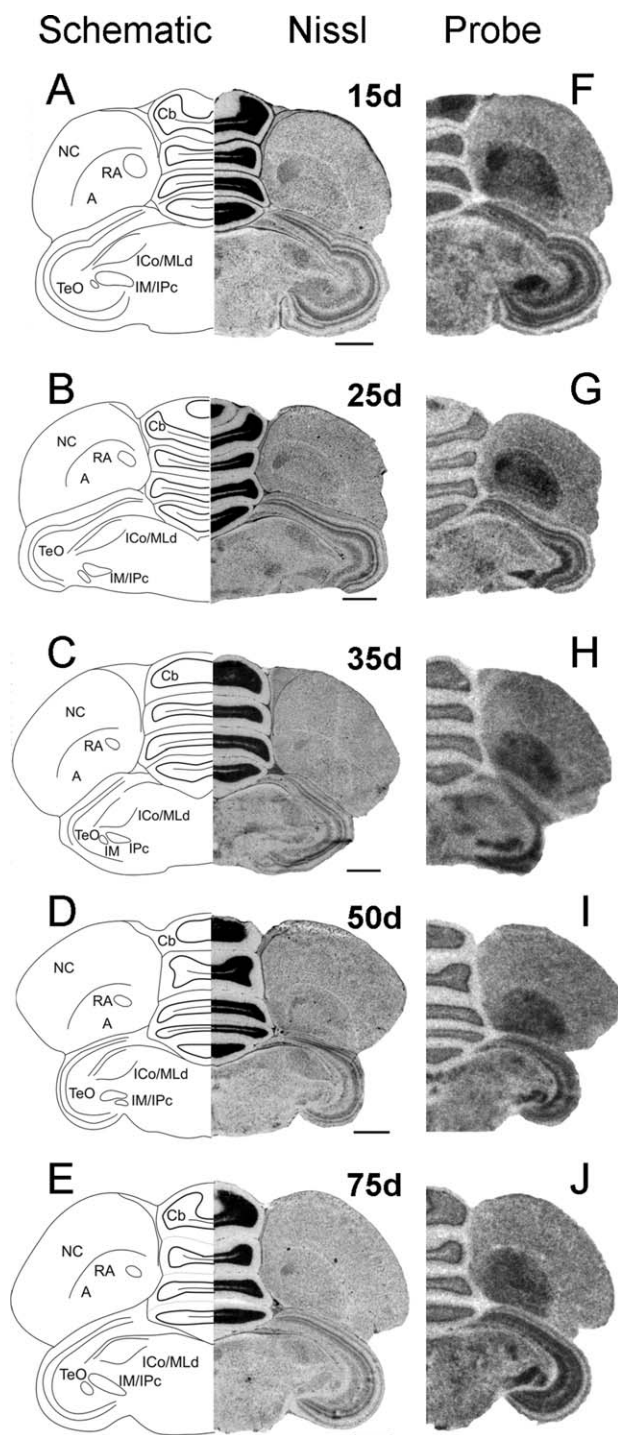 Schematic Nissl Probe
A 15d F
Cb
NC
RA
A
ICo/MLd
TeO IM/IPc
B 25d G
Cb
NC
RA
A
TeO ICo/MLd
IM/IPc
C 35d H
Cb
NC
RA
A
ICo/MLd
TeO
IM IPc
D 50d I
Cb
NC
RA
A
ICo/MLd
TeO IM/IPc
E 75d J
Cb
NC
RA
A
ICo/MLd
TeO IM/IPc